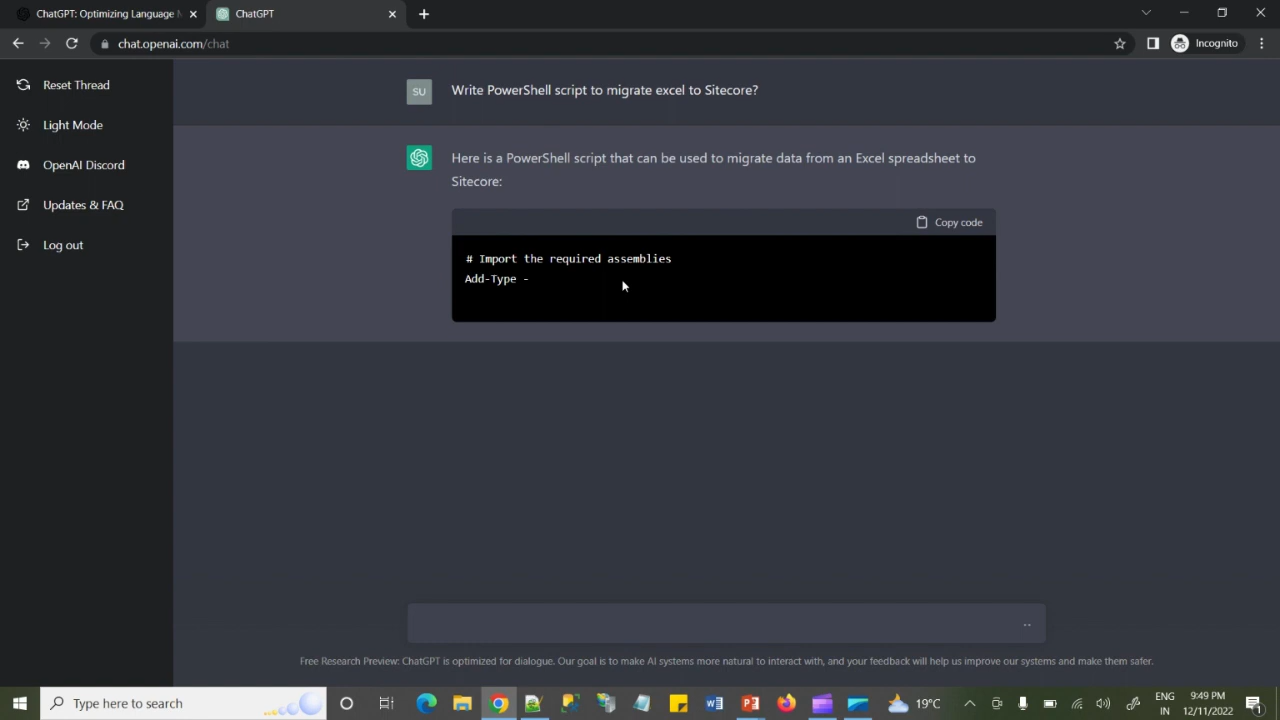 ChatGPT: Optimizing Language M
ChatGPT
chat.openai.com/chat
Incognito
Reset Thread
Light Mode
OpenAI Discord
Updates & FAQ
Log out
SU
Write PowerShell script to migrate excel to Sitecore?
Here is a PowerShell script that can be used to migrate data from an Excel spreadsheet to
Sitecore:
Copy code
# Import the required assemblies
Add-Type -
..
Free Research Preview: ChatGPT is optimized for dialogue. Our goal is to make AI systems more natural to interact with, and your feedback will help us improve our systems and make them safer.
Type here to search
19°C
ENG
IN
9:49 PM
12/11/2022
1